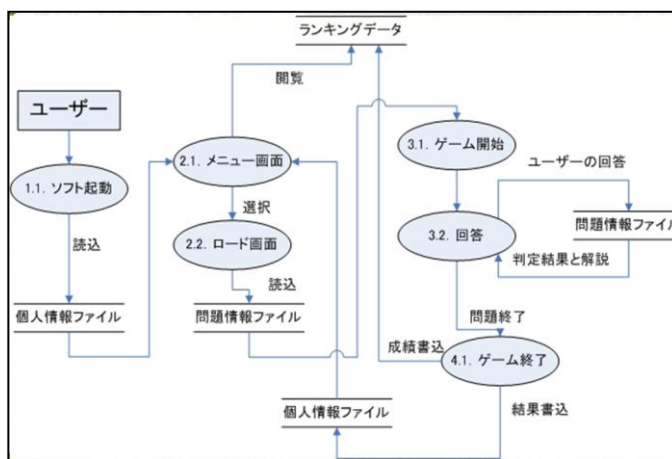 ランキングデータ
閲覧
ユーザー
3.1. ゲーム開始
2.1. メニュー画面
ユーザーの回答
1.1. ソフト起動
選択
3.2. 回答
問題情報ファイル
2.2. ロード画面
読込
判定結果と解説
読込
個人情報ファイル
問題情報ファイル
問題終了
成績書込
4.1. ゲーム終了
個人情報ファイル
結果書込